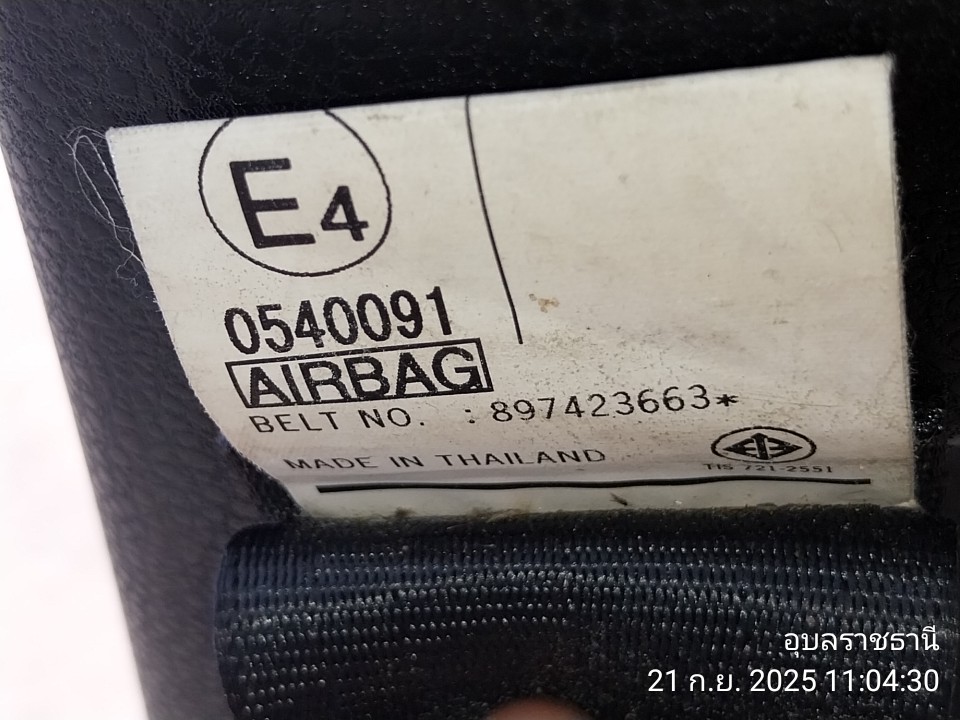 E4
0540091
AIRBAG
BELT NO. : 897423663*
MADE IN THAILAND
TIS 721-2551
อุบลราชธานี
21 ก.ย. 2025 11:04:30